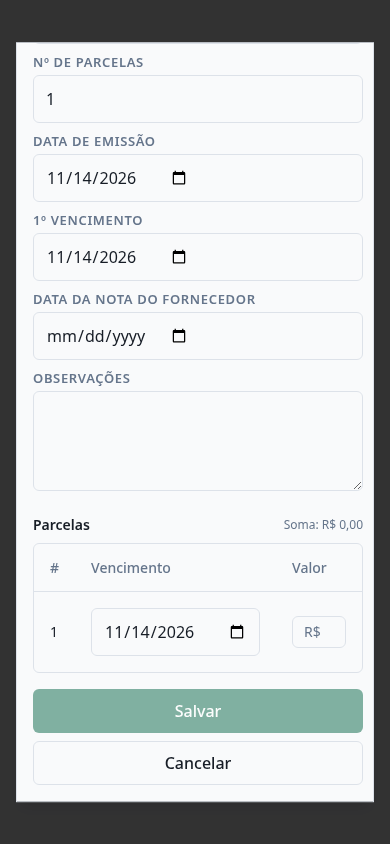 Nº DE PARCELAS
1
DATA DE EMISSÃO
11/14/2026
1º VENCIMENTO
11/14/2026
DATA DA NOTA DO FORNECEDOR
mm/dd/yyyy
OBSERVAÇÕES
Parcelas Soma: R$ 0,00
# Vencimento Valor
1 11/14/2026 R$
Salvar
Cancelar